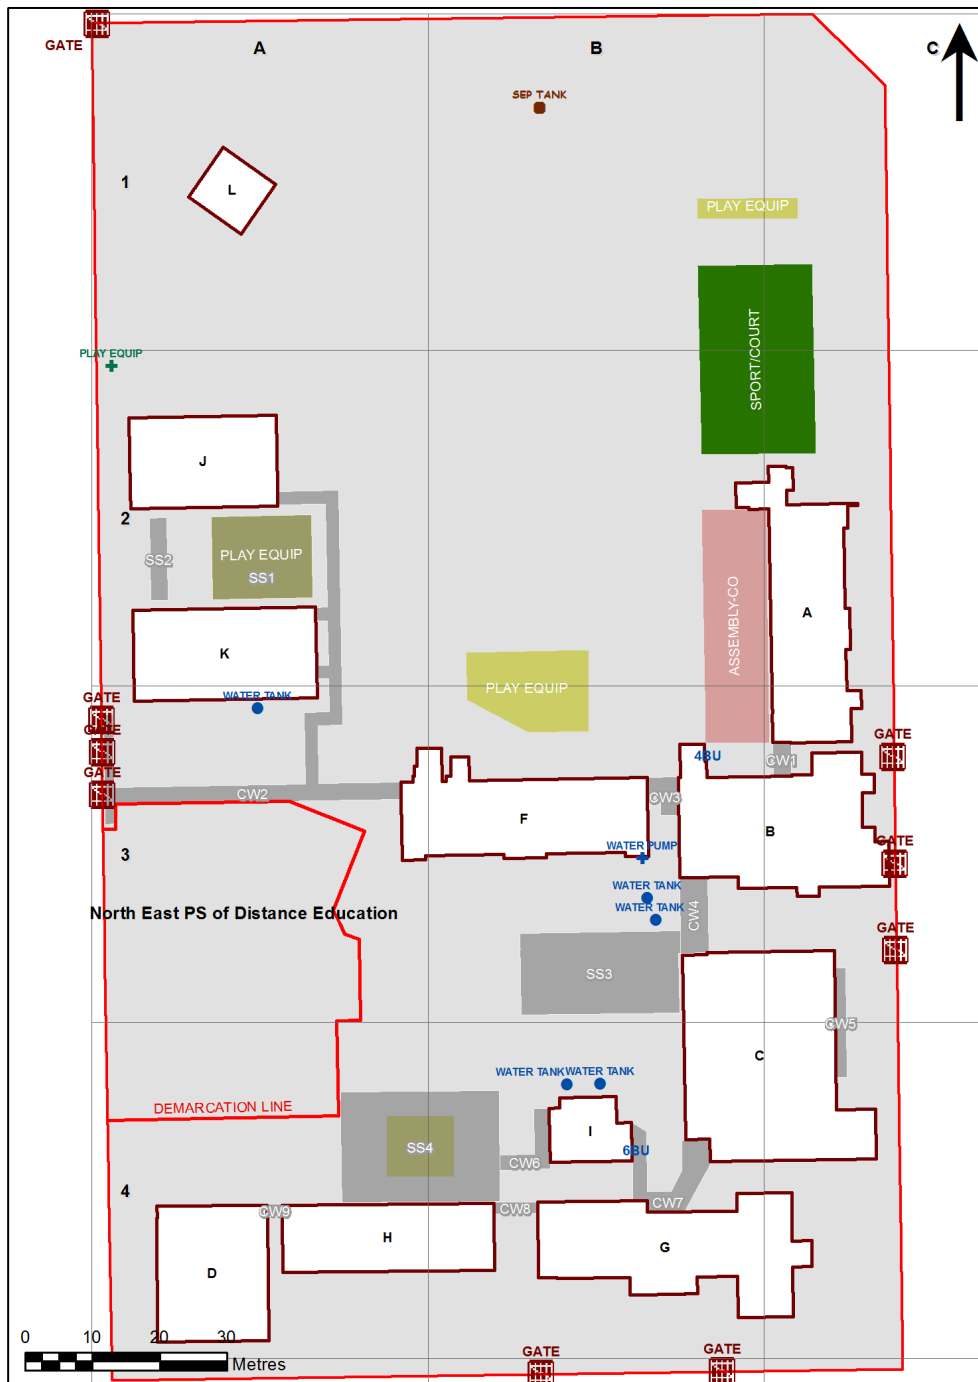 GATE
A
B
C
SEP TANK
1
L
PLAY EQUIP
SPORT/COURT
PLAY EQUIP
J
2
SS2
PLAY EQUIP
SS1
ASSEMBLY-CO
A
K
WATER TANK
PLAY EQUIP
GATE
GATE
GATE
GATE
4BU
CW1
CW2
CW3
F
B
WATER PUMP
3
GATE
WATER TANK
WATER TANK
North East PS of Distance Education
CW4
GATE
SS3
CW5
C
WATER TANK
WATER TANK
DEMARCATION LINE
I
SS4
6BU
CW6
4
CW7
CW8
CW9
H
G
D
0 10 20 30
Metres
GATE
GATE